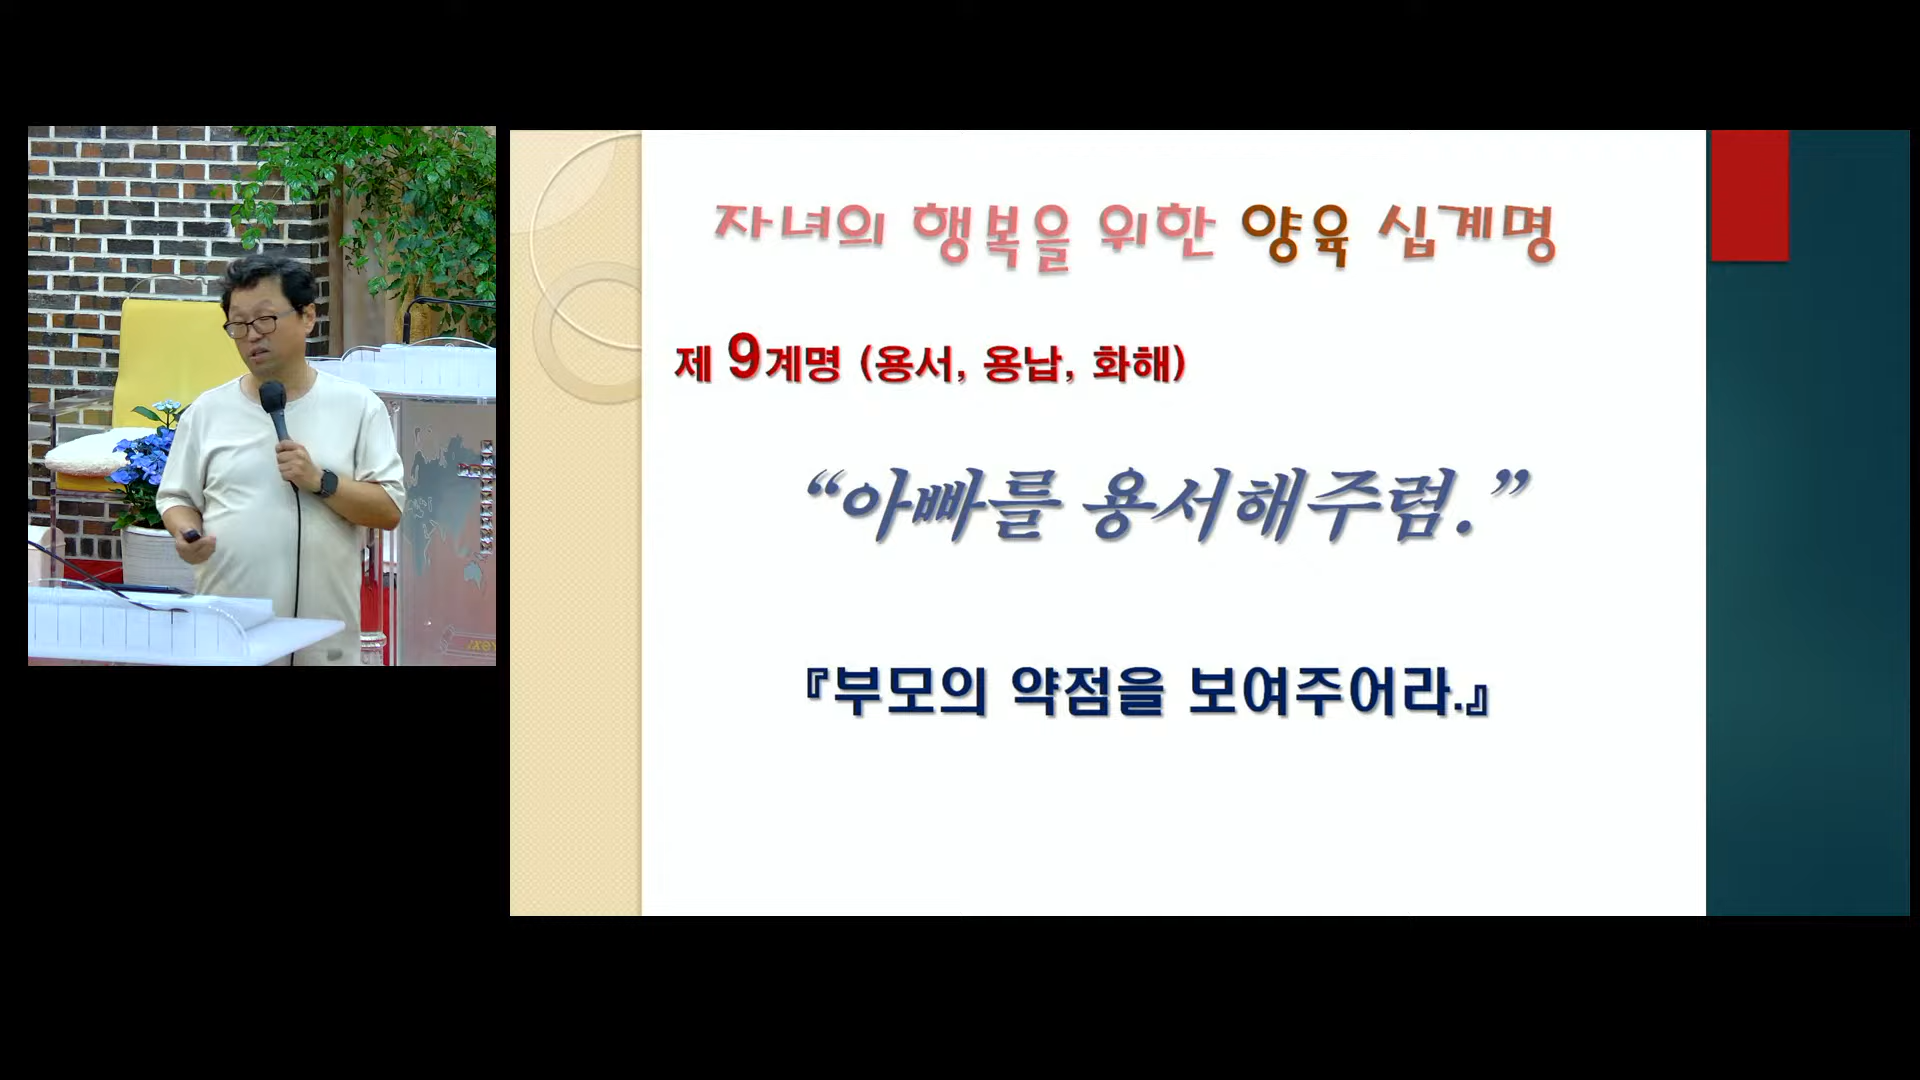 자녀의 행복을 위한 양육 십계명
제 9계명 (용서, 용납, 화해)
“아빠를 용서해주렴.”
『부모의 약점을 보여주어라.』